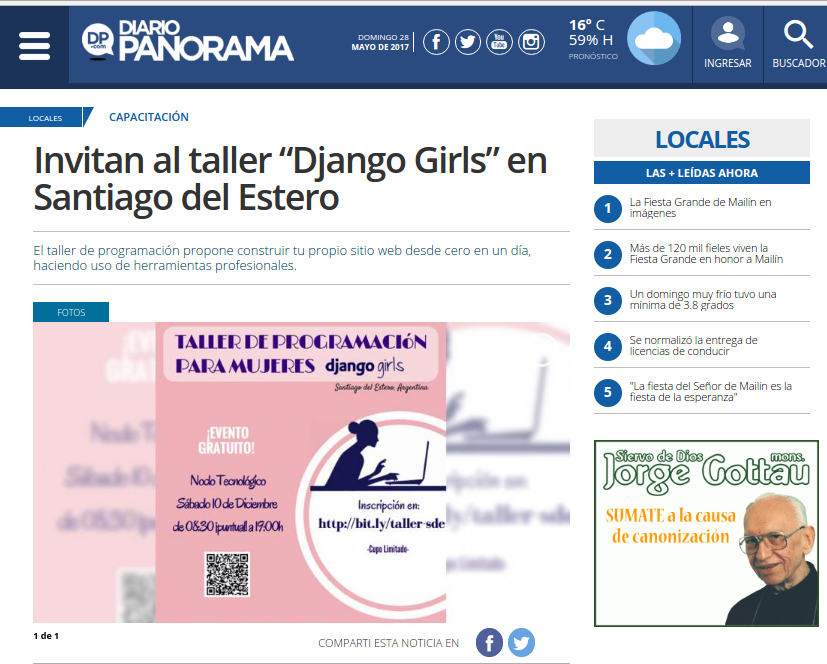 DP
.com
DIARIO
PANORAMA
DOMINGO 28
MAYO DE 2017
You
Tube
16º C
59% H
PRONÓSTICO
INGRESAR
BUSCADOR
LOCALES
CAPACITACIÓN
Invitan al taller “Django Girls” en
Santiago del Estero
El taller de programación propone construir tu propio sitio web desde cero en un día,
haciendo uso de herramientas profesionales.
FOTOS
TALLER DE PROGRAMACIÓN
PARA MUJERES django girls
Santiago del Estero, Argentina
¡EVENTO
GRATUITO!
Nodo Tecnológico
Sábado 10 de Diciembre
de 08:30 (puntual) a 19:00h
Inscripción en:
http://bit.ly/taller-sde
-Cupo Limitado-
1 de 1
COMPARTI ESTA NOTICIA EN
LOCALES
LAS + LEÍDAS AHORA
1 La Fiesta Grande de Mailín en
imágenes
2 Más de 120 mil fieles viven la
Fiesta Grande en honor a Mailín
3 Un domingo muy frío tuvo una
mínima de 3.8 grados
4 Se normalizó la entrega de
licencias de conducir
5 "La fiesta del Señor de Mailín es la
fiesta de la esperanza"
Siervo de Dios mons.
Jorge Gottau
SUMATE a la causa
de canonización